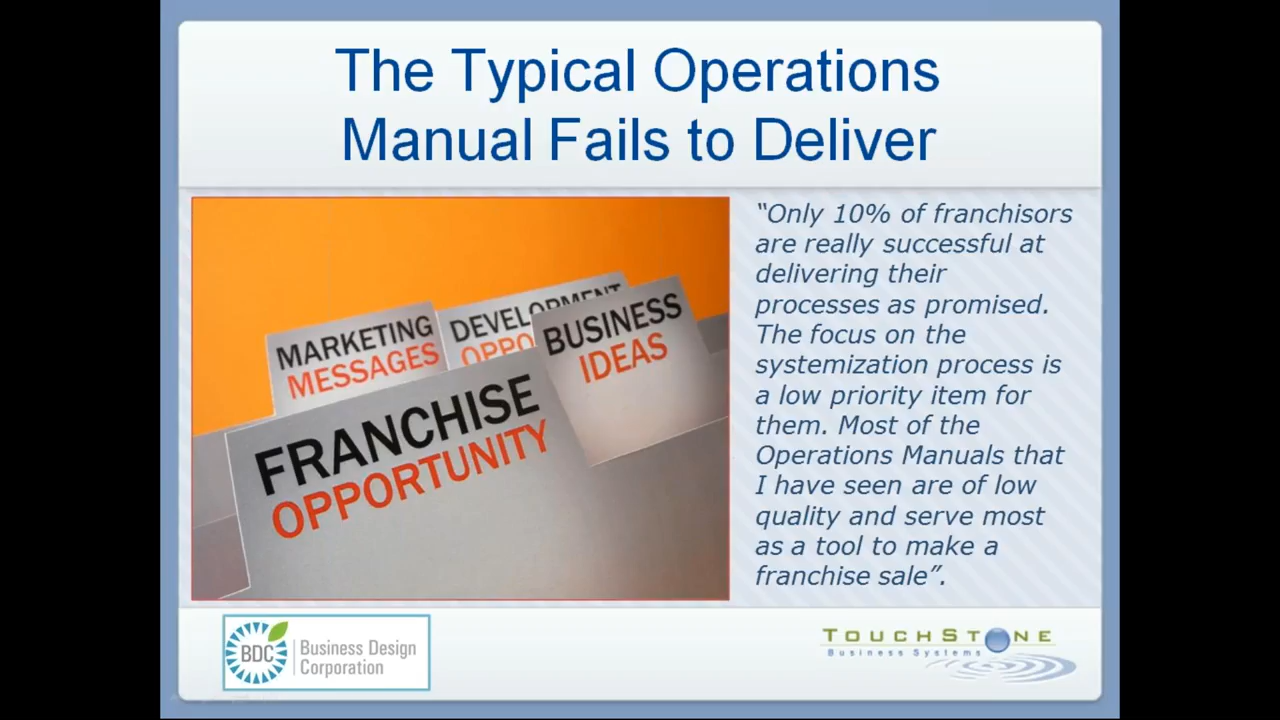 The Typical Operations
Manual Fails to Deliver
MARKETING
MESSAGES
DEVELOPMENT
OPPO
BUSINESS
IDEAS
FRANCHISE
OPPORTUNITY
“Only 10% of franchisors
are really successful at
delivering their
processes as promised.
The focus on the
systemization process is
a low priority item for
them. Most of the
Operations Manuals that
I have seen are of low
quality and serve most
as a tool to make a
franchise sale”.
BDC
Business Design
Corporation
TOUCHSTONE
Business Systems